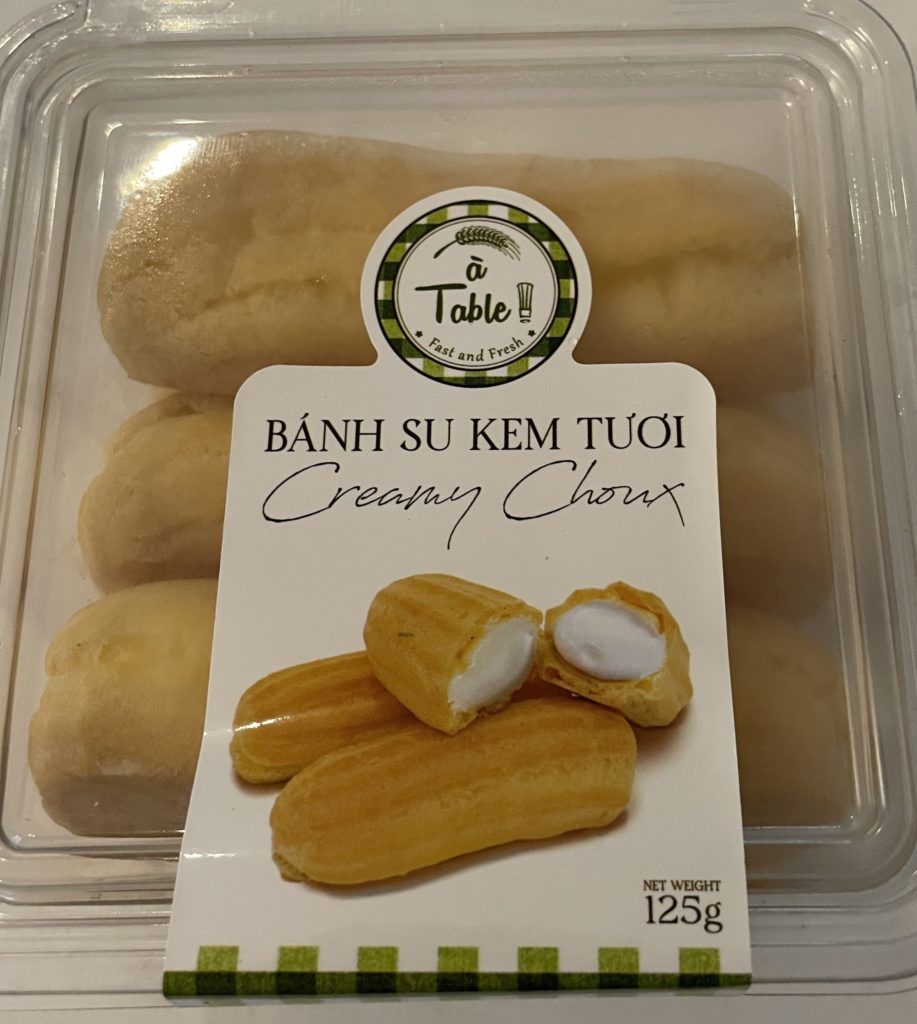 à
Table
Fast and Fresh
BÁNH SU KEM TƯƠI
Creamy Choux
NET WEIGHT
125g